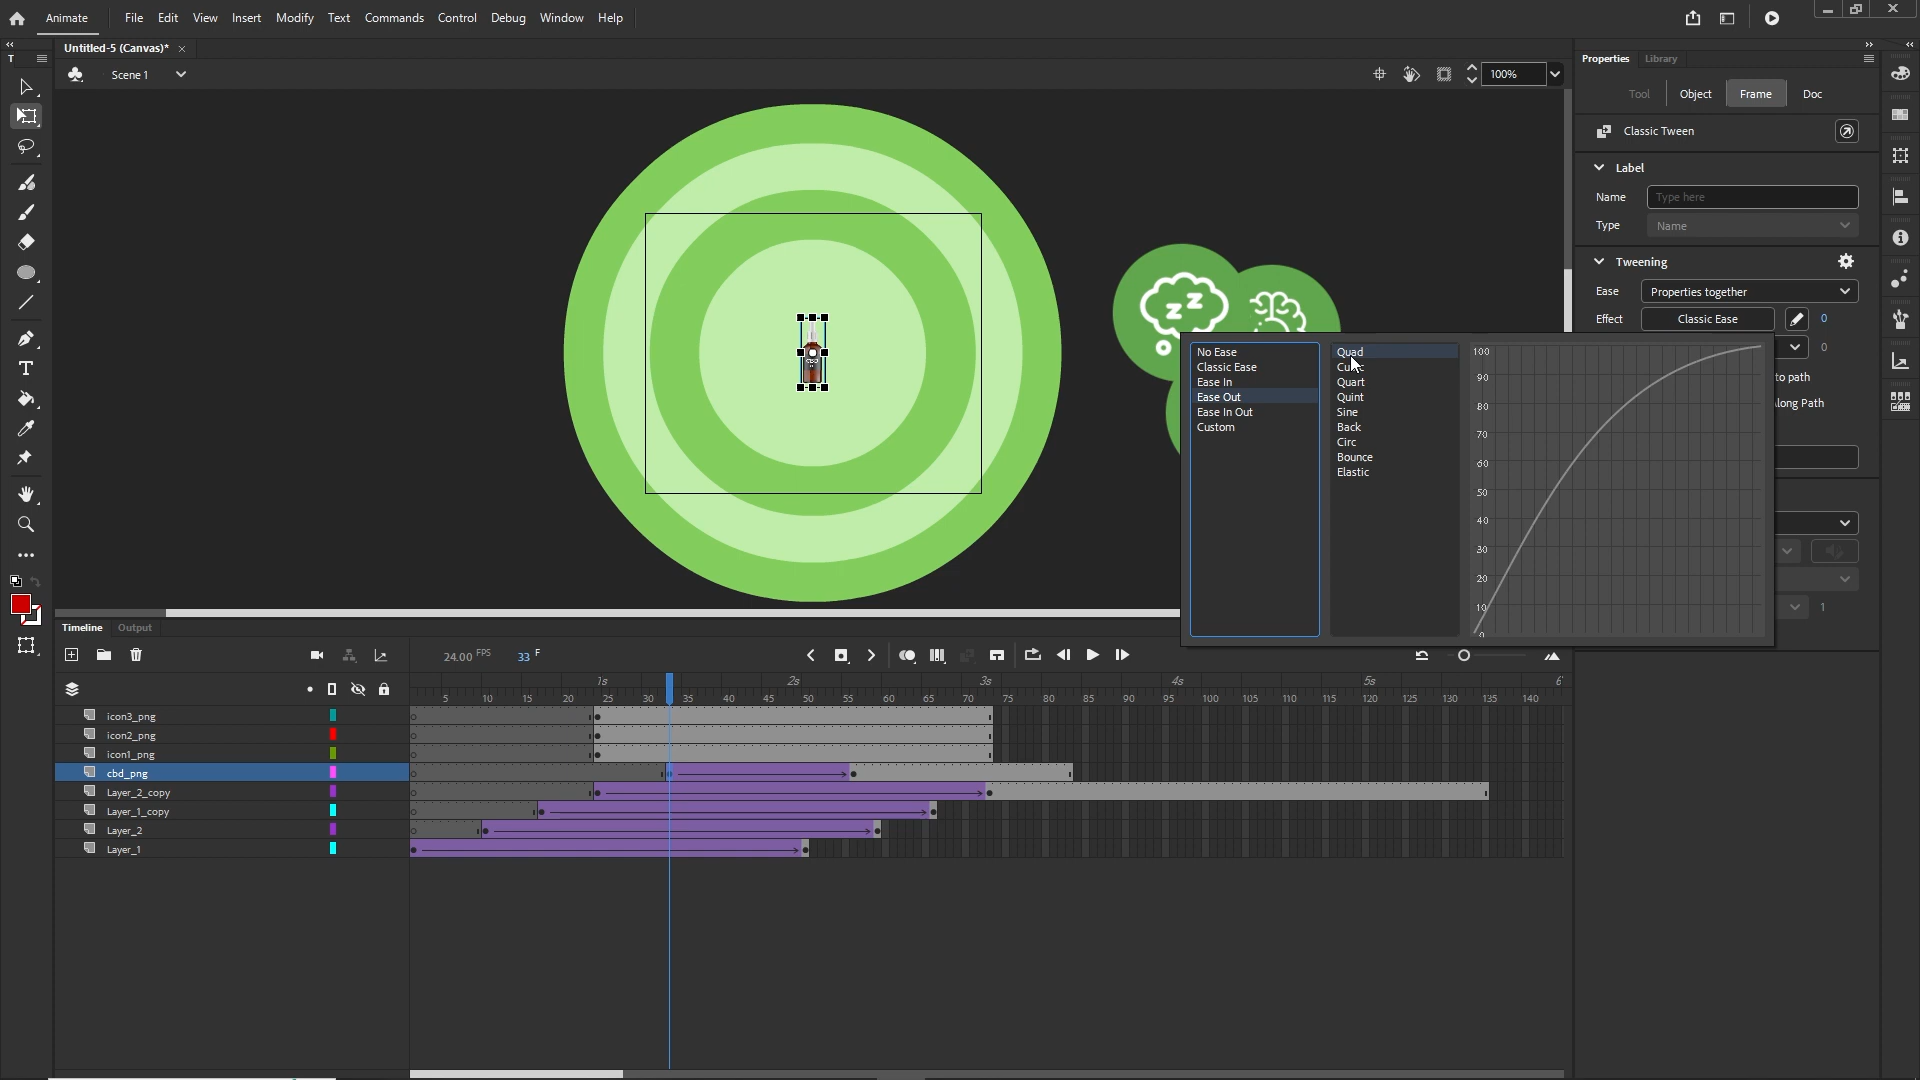 Animate File Edit View Insert Modify Text Commands Control Debug Window Help
Untitled-5 (Canvas)*
Scene 1
100%
z z
T
Properties Library
Tool Object Frame Doc
Classic Tween
Label
Name Type here
Type Name
Tweening
Ease Properties together
Effect Classic Ease 0
0
to path
Along Path
1
No Ease
Classic Ease
Ease In
Ease Out
Ease In Out
Custom
Quad
Cubic
Quart
Quint
Sine
Back
Circ
Bounce
Elastic
100
90
80
70
60
50
40
30
20
10
0
Timeline Output
24.00 FPS 33 F
1s 2s 3s 4s 5s 6
5 10 15 20 25 30 35 40 45 50 55 60 65 70 75 80 85 90 95 100 105 110 115 120 125 130 135 140
icon3_png
icon2_png
icon1_png
cbd_png
Layer_2_copy
Layer_1_copy
Layer_2
Layer_1